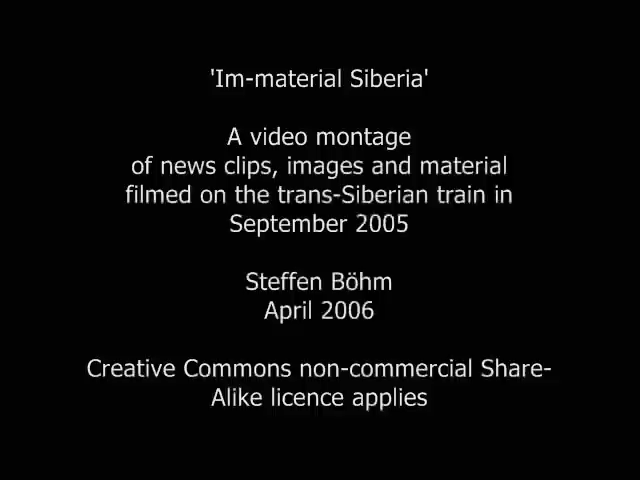 'Im-material Siberia'
A video montage
of news clips, images and material
filmed on the trans-Siberian train in
September 2005
Steffen Böhm
April 2006
Creative Commons non-commercial Share-
Alike licence applies